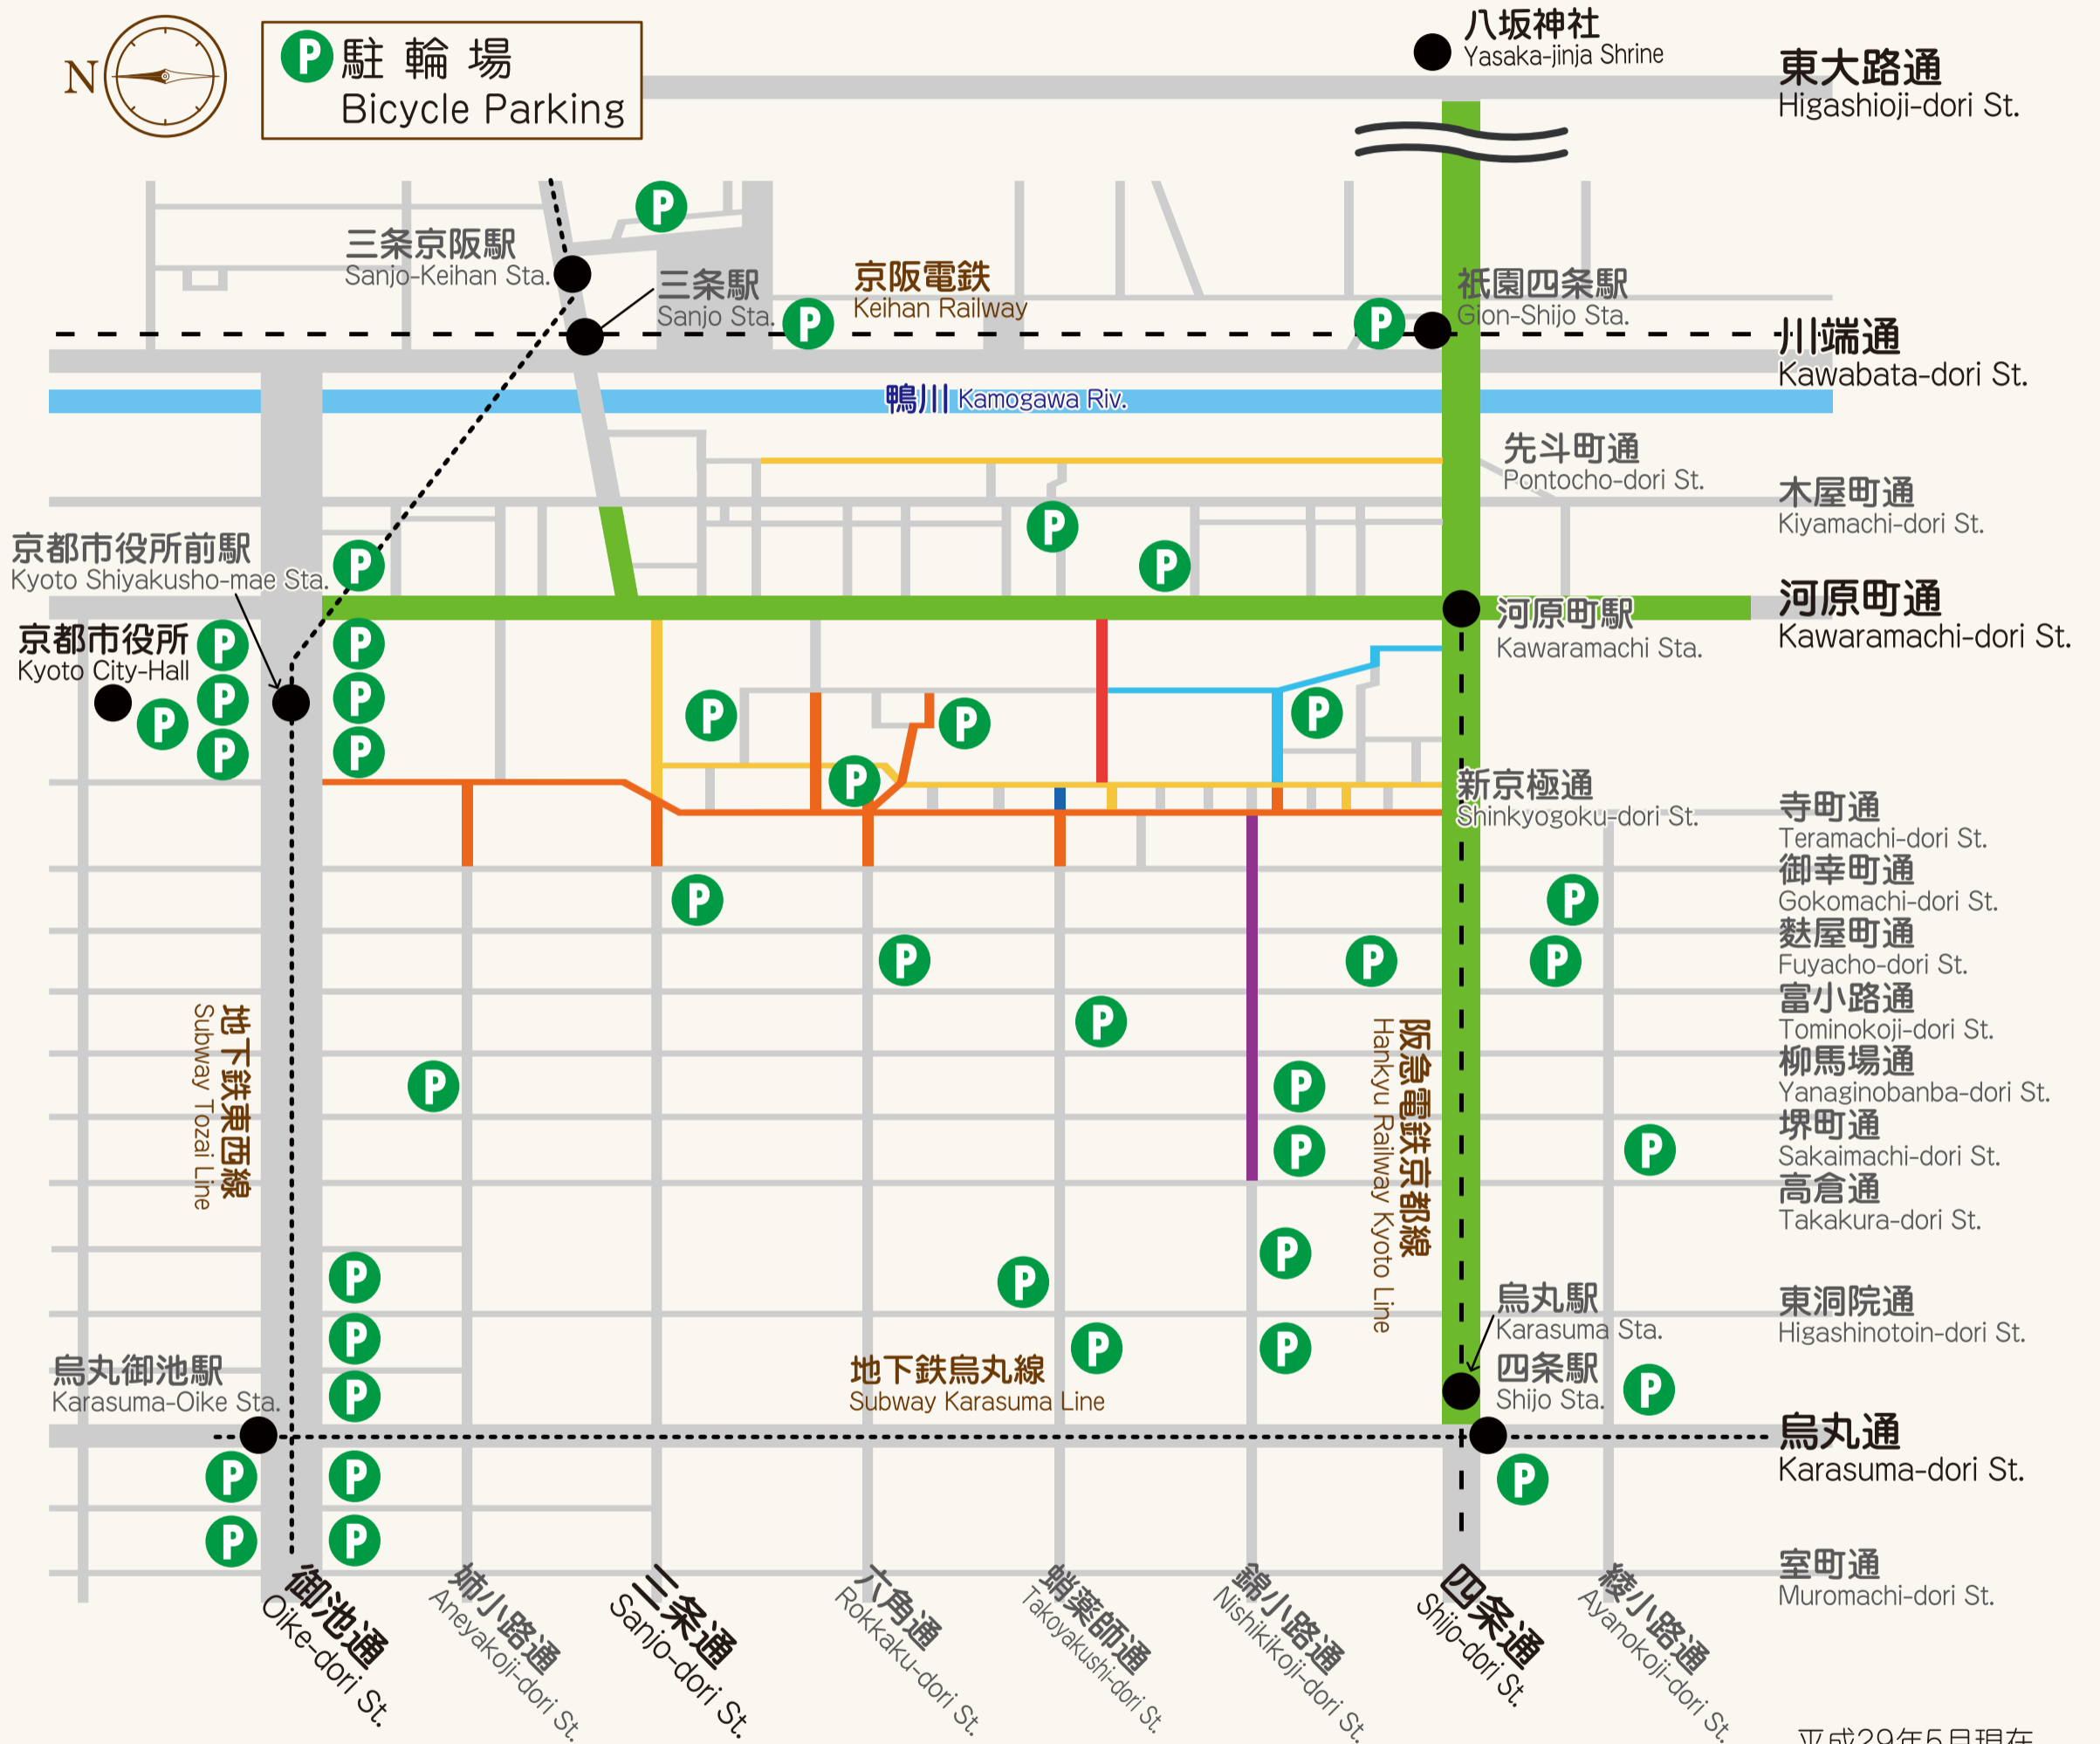 N
P 駐輪場
Bicycle Parking
八坂神社
Yasaka-jinja Shrine
東大路通
Higashioji-dori St.
三条京阪駅
Sanjo-Keihan Sta.
三条駅
Sanjo Sta.
京阪電鉄
Keihan Railway
祇園四条駅
Gion-Shijo Sta.
川端通
Kawabata-dori St.
鴨川 Kamogawa Riv.
先斗町通
Pontocho-dori St.
木屋町通
Kiyamachi-dori St.
京都市役所前駅
Kyoto Shiyakusho-mae Sta.
河原町通
Kawaramachi-dori St.
河原町駅
Kawaramachi Sta.
京都市役所
Kyoto City-Hall
新京極通
Shinkyogoku-dori St.
寺町通
Teramachi-dori St.
御幸町通
Gokomachi-dori St.
麩屋町通
Fuyacho-dori St.
富小路通
Tominokoji-dori St.
柳馬場通
Yanaginobanba-dori St.
堺町通
Sakaimachi-dori St.
高倉通
Takakura-dori St.
地下鉄東西線
Subway Tozai Line
阪急電鉄京都線
Hankyu Railway Kyoto Line
東洞院通
Higashinotoin-dori St.
烏丸駅
Karasuma Sta.
四条駅
Shijo Sta.
烏丸御池駅
Karasuma-Oike Sta.
地下鉄烏丸線
Subway Karasuma Line
烏丸通
Karasuma-dori St.
室町通
Muromachi-dori St.
御池通
Oike-dori St.
姉小路通
Aneyakoji-dori St.
三条通
Sanjo-dori St.
六角通
Rokkaku-dori St.
蛸薬師通
Takoyakushi-dori St.
錦小路通
Nishikikoji-dori St.
四条通
Shijo-dori St.
綾小路通
Ayanokoji-dori St.
平成29年5月現在